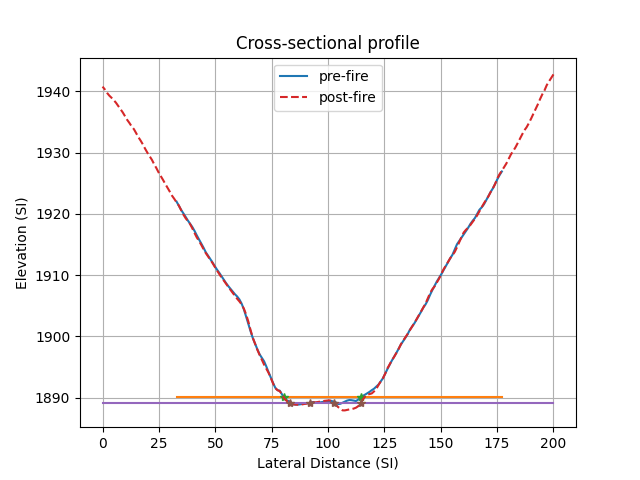 Cross-sectional profile
pre-fire
post-fire
Elevation (SI)
1940
1930
1920
1910
1900
1890
0 25 50 75 100 125 150 175 200
Lateral Distance (SI)